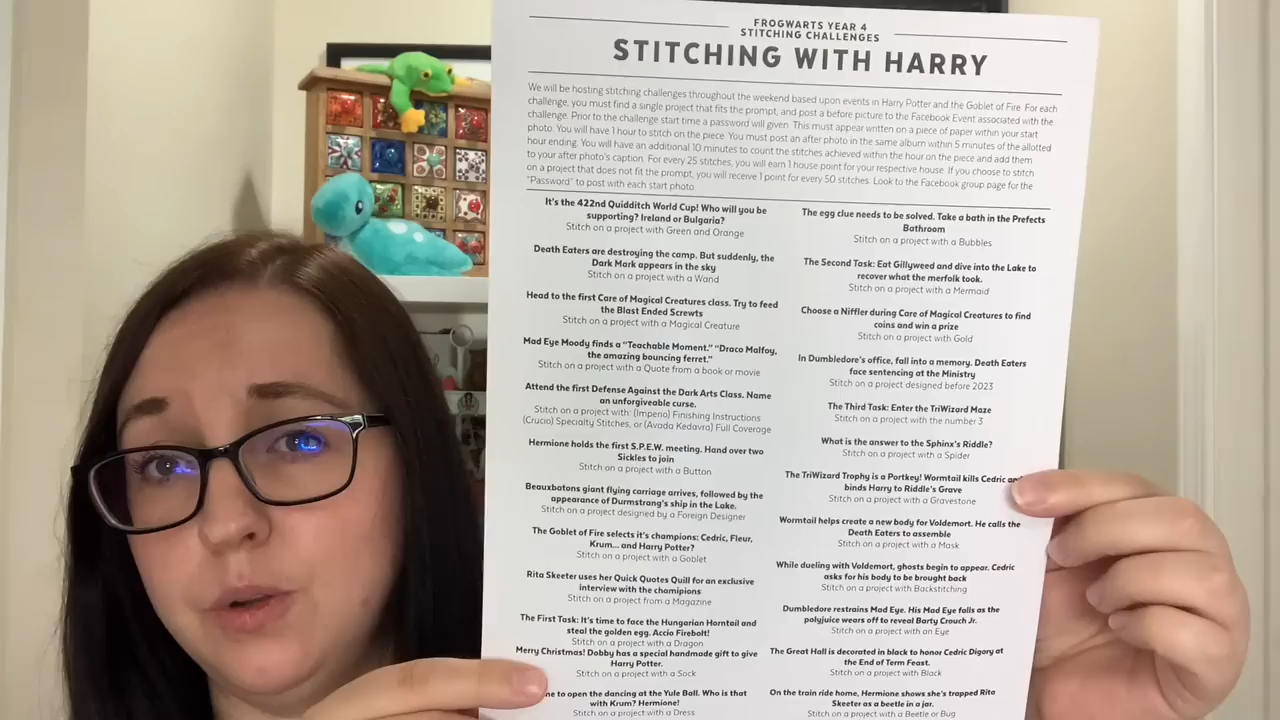 FROGWARTS YEAR 4
STITCHING CHALLENGES
STITCHING WITH HARRY
We will be hosting stitching challenges throughout the weekend based upon events in Harry Potter and the Goblet of Fire. For each
challenge, you must find a single project that fits the prompt, and post a before picture to the Facebook Event associated with the
challenge. Prior to the challenge start time a password will given. This must appear written on a piece of paper within your start
photo. You will have 1 hour to stitch on the piece. You must post an after photo in the same album within 5 minutes of the allotted
hour ending. You will have an additional 10 minutes to count the stitches achieved within the hour on the piece and add them
to your after photo's caption. For every 25 stitches, you will earn 1 house point for your respective house. If you choose to stitch
on a project that does not fit the prompt, you will receive 1 point for every 50 stitches. Look to the Facebook group page for the
"Password" to post with each start photo.
It's the 422nd Quidditch World Cup! Who will you be
supporting? Ireland or Bulgaria?
Stitch on a project with Green and Orange
Death Eaters are destroying the camp. But suddenly, the
Dark Mark appears in the sky
Stitch on a project with a Wand
Head to the first Care of Magical Creatures class. Try to feed
the Blast Ended Screwts
Stitch on a project with a Magical Creature
Mad Eye Moody finds a "Teachable Moment." "Draco Malfoy,
the amazing bouncing ferret."
Stitch on a project with a Quote from a book or movie
Attend the first Defense Against the Dark Arts Class. Name
an unforgiveable curse.
Stitch on a project with: (Imperio) Finishing Instructions
(Crucio) Specialty Stitches, or (Avada Kedavra) Full Coverage
Hermione holds the first S.P.E.W. meeting. Hand over two
Sickles to join
Stitch on a project with a Button
Beauxbatons giant flying carriage arrives, followed by the
appearance of Durmstrang's ship in the Lake.
Stitch on a project designed by a Foreign Designer
The Goblet of Fire selects it's champions: Cedric, Fleur,
Krum... and Harry Potter?
Stitch on a project with a Goblet
Rita Skeeter uses her Quick Quotes Quill for an exclusive
interview with the chamipions
Stitch on a project from a Magazine
The First Task: It's time to face the Hungarian Horntail and
steal the golden egg. Accio Firebolt!
Stitch on a project with a Dragon
Merry Christmas! Dobby has a special handmade gift to give
Harry Potter.
Stitch on a project with a Sock
to open the dancing at the Yule Ball. Who is that
with Krum? Hermione!
Stitch on a project with a Dress
The egg clue needs to be solved. Take a bath in the Prefects
Bathroom
Stitch on a project with a Bubbles
The Second Task: Eat Gillyweed and dive into the Lake to
recover what the merfolk took.
Stitch on a project with a Mermaid
Choose a Niffler during Care of Magical Creatures to find
coins and win a prize
Stitch on a project with Gold
In Dumbledore's office, fall into a memory. Death Eaters
face sentencing at the Ministry
Stitch on a project designed before 2023
The Third Task: Enter the TriWizard Maze
Stitch on a project with the number 3
What is the answer to the Sphinx's Riddle?
Stitch on a project with a Spider
The TriWizard Trophy is a Portkey! Wormtail kills Cedric and
binds Harry to Riddle's Grave
Stitch on a project with a Gravestone
Wormtail helps create a new body for Voldemort. He calls the
Death Eaters to assemble
Stitch on a project with a Mask
While dueling with Voldemort, ghosts begin to appear. Cedric
asks for his body to be brought back
Stitch on a project with Backstitching
Dumbledore restrains Mad Eye. His Mad Eye falls as the
polyjuice wears off to reveal Barty Crouch Jr.
Stitch on a project with an Eye
The Great Hall is decorated in black to honor Cedric Digory at
the End of Term Feast.
Stitch on a project with Black
On the train ride home, Hermione shows she's trapped Rita
Skeeter as a beetle in a jar.
Stitch on a project with a Beetle or Bug